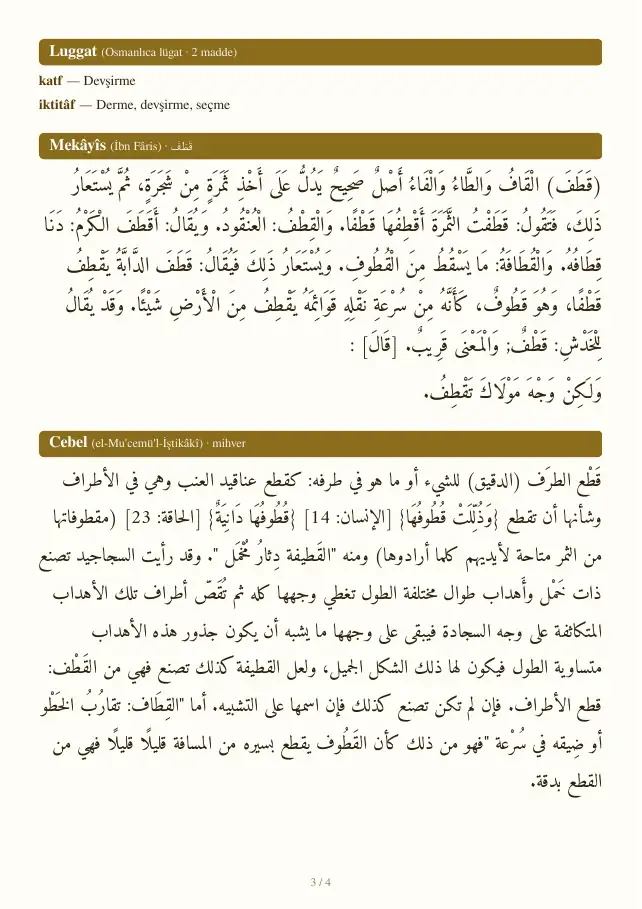 Luggat (Osmanlıca lügat · 2 madde)
katf — Devşirme
iktitâf — Derme, devşirme, seçme
Mekâyîs (İbn Fâris) · قطف
(قَطَفَ) الْقَافُ وَالطَّاءُ وَالْفَاءُ أَصْلٌ صَحِيحٌ يَدُلُّ عَلَى أَخْذِ ثَمَرَةٍ مِنْ شَجَرَةٍ، ثُمَّ يُسْتَعَارُ
ذَلِكَ، فَتَقُولُ: قَطَفْتُ الثَّمَرَةَ أَقْطِفُهَا قَطْفًا. وَالْقِطْفُ: الْعُنْقُودُ. وَيُقَالُ: أَقْطَفَ الْكَرْمُ: دَنَا
قِطَافُهُ. وَالْقُطَافَةُ: مَا يَسْقُطُ مِنَ الْقُطُوفِ. وَيُسْتَعَارُ ذَلِكَ فَيُقَالُ: قَطَفَ الدَّابَّةُ يَقْطِفُ
قَطْفًا، وَهُوَ قَطُوفٌ، كَأَنَّهُ مِنْ سُرْعَةِ نَقْلِهِ قَوَائِمَهُ يَقْطِفُ مِنَ الْأَرْضِ شَيْئًا. وَقَدْ يُقَالُ
لِلْخَدْشِ: قَطْفٌ; وَالْمَعْنَى قَرِيبٌ. [قَالَ] :
وَلَكِنْ وَجْهَ مَوْلَاكَ تَقْطِفُ.
Cebel (el-Mu'cemü'l-İştikâkî) · mihver
قَطْع الطرَف (الدقيق) للشيء أو ما هو في طرفه: كقطع عناقيد العنب وهي في الأطراف
وشأنها أن تقطع {وَذُلِّلَتْ قُطُوفُهَا} [الإنسان: 14] {قُطُوفُهَا دَانِيَةٌ} [الحاقة: 23] (مقطوفاتها
من الثمر متاحة لأيديهم كلما أرادوها) ومنه "القَطيفة دِثارٌ مُخْمَل ". وقد رأيت السجاجيد تصنع
ذات خَمْل وأَهداب طوال مختلفة الطول تغطي وجهها كله ثم تُقَصّ أطراف تلك الأهداب
المتكاثفة على وجه السجادة فيبقى على وجهها ما يشبه أن يكون جذور هذه الأهداب
متساوية الطول فيكون لها ذلك الشكل الجميل، ولعل القطيفة كذلك تصنع فهي من القَطْف:
قطع الأطراف. فإن لم تكن تصنع كذلك فإن اسمها على التشبيه. أما "القِطَاف: تقارُبُ الخَطْو
أو ضِيقه في سُرْعة "فهو من ذلك كأن القَطُوف يقطع بسيره من المسافة قليلًا قليلًا فهي من
القطع بدقة.
3 / 4